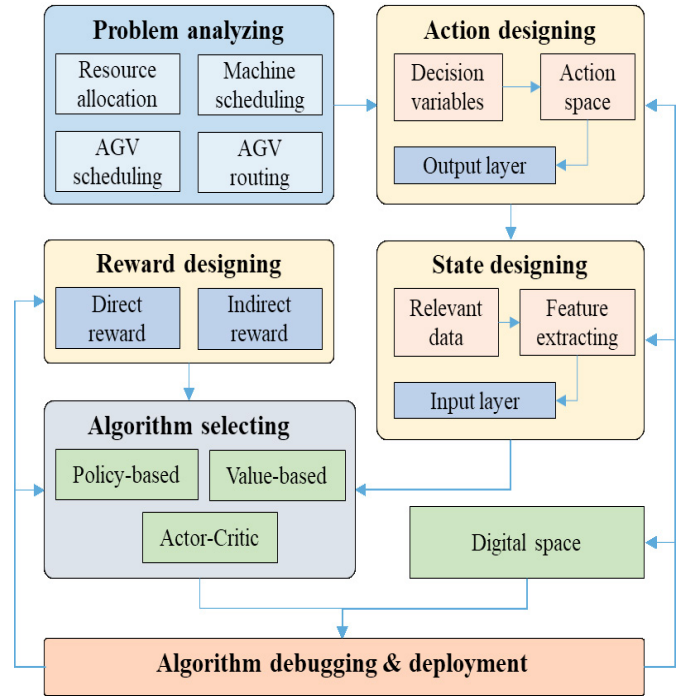 Problem analyzing
Resource
allocation
Machine
scheduling
AGV
scheduling
AGV
routing
Action designing
Decision
variables
Action
space
Output layer
Reward designing
Direct
reward
Indirect
reward
State designing
Relevant
data
Feature
extracting
Input layer
Algorithm selecting
Policy-based
Value-based
Actor-Critic
Digital space
Algorithm debugging & deployment